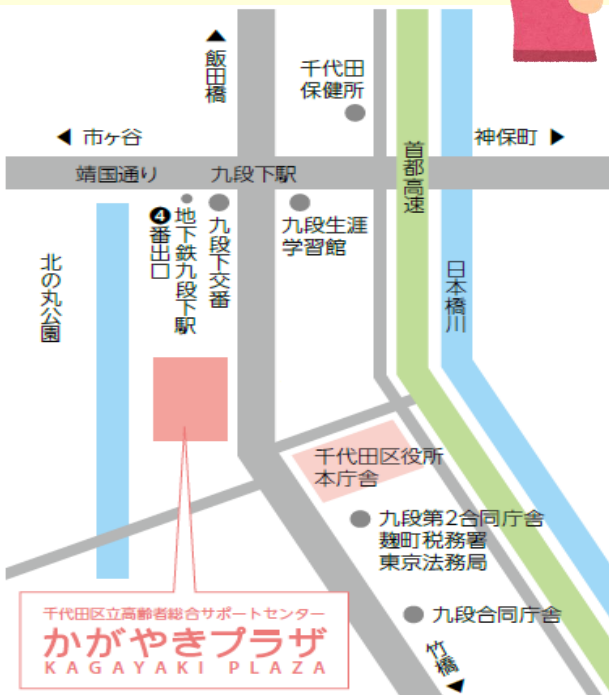 ▲
飯田橋
千代田
保健所
◀ 市ヶ谷
神保町 ▶
靖国通り
九段下駅
首都高速
❹番出口
地下鉄九段下駅
九段下交番
九段生涯
学習館
北の丸公園
日本橋川
千代田区役所
本庁舎
九段第2合同庁舎
麹町税務署
東京法務局
九段合同庁舎
竹橋
▼
千代田区立高齢者総合サポートセンター
かがやきプラザ
KAGAYAKI PLAZA